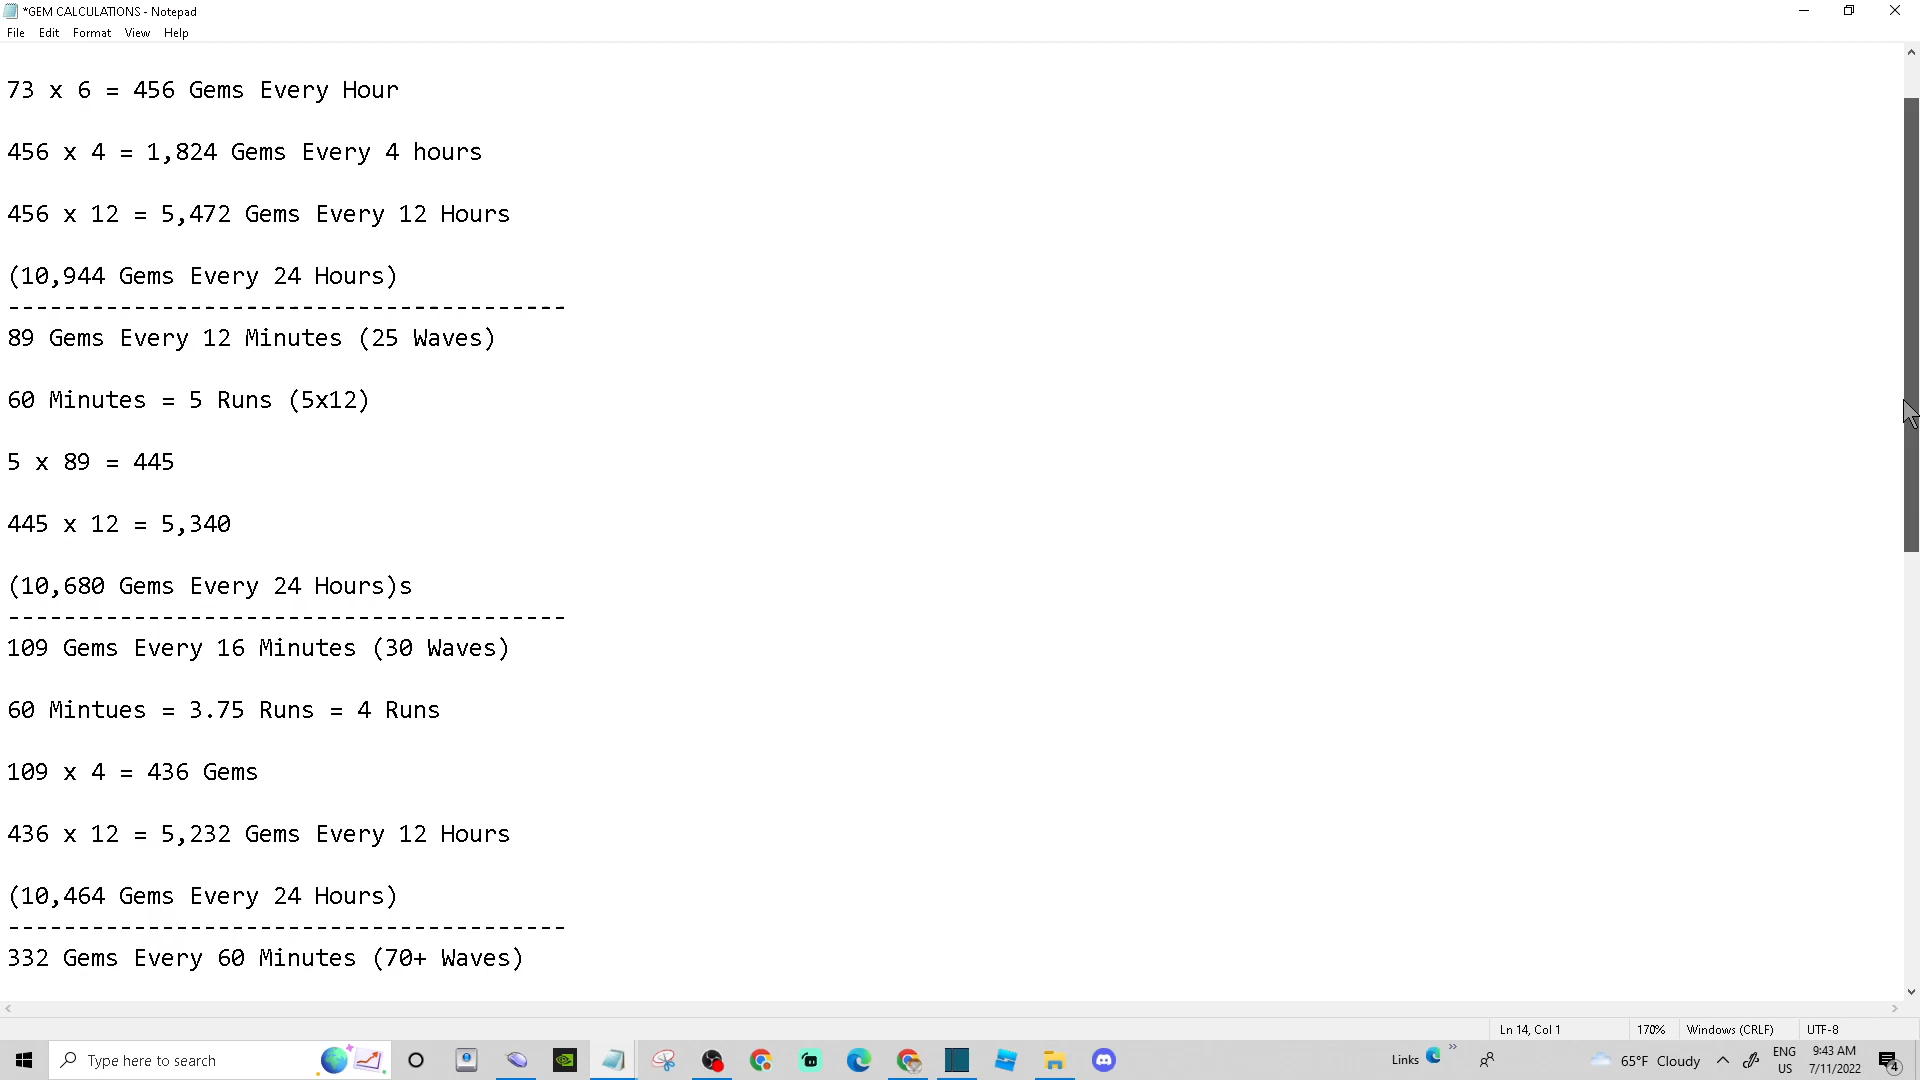 *GEM CALCULATIONS - Notepad
File Edit Format View Help
73 x 6 = 456 Gems Every Hour
456 x 4 = 1,824 Gems Every 4 hours
456 x 12 = 5,472 Gems Every 12 Hours
(10,944 Gems Every 24 Hours)
----------------------------------------
89 Gems Every 12 Minutes (25 Waves)
60 Minutes = 5 Runs (5x12)
5 x 89 = 445
445 x 12 = 5,340
(10,680 Gems Every 24 Hours)s
----------------------------------------
109 Gems Every 16 Minutes (30 Waves)
60 Mintues = 3.75 Runs = 4 Runs
109 x 4 = 436 Gems
436 x 12 = 5,232 Gems Every 12 Hours
(10,464 Gems Every 24 Hours)
----------------------------------------
332 Gems Every 60 Minutes (70+ Waves)
Ln 14, Col 1 170% Windows (CRLF) UTF-8
Type here to search
Links
65°F Cloudy
ENG
US
9:43 AM
7/11/2022
4